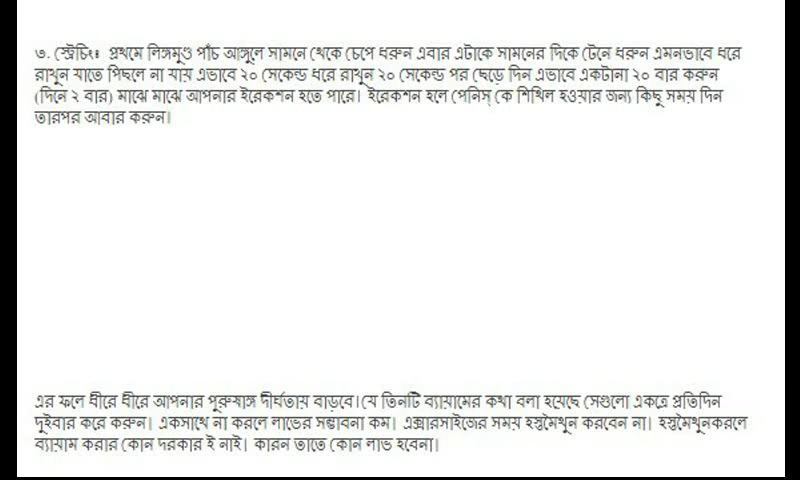 ৩. স্ট্রেচিংঃ প্রথমে লিঙ্গমুণ্ড পাঁচ আঙ্গুলে সামনে থেকে চেপে ধরুন এবার এটাকে সামনের দিকে টেনে ধরুন এমনভাবে ধরে
রাখুন যাতে পিছলে না যায় এভাবে ২০ সেকেন্ড ধরে রাখুন ২০ সেকেন্ড পর ছেড়ে দিন এভাবে একটানা ২০ বার করুন
(দিনে ২ বার) মাঝে মাঝে আপনার ইরেকশন হতে পারে। ইরেকশন হলে পেনিস্ কে শিথিল হওয়ার জন্য কিছু সময় দিন
তারপর আবার করুন।
এর ফলে ধীরে ধীরে আপনার পুরুষাঙ্গ দীর্ঘতায় বাড়বে।যে তিনটি ব্যায়ামের কথা বলা হয়েছে সেগুলো একত্রে প্রতিদিন
দুইবার করে করুন। একসাথে না করলে লাভের সম্ভাবনা কম। এক্সারসাইজের সময় হস্তমৈথুন করবেন না। হস্তমৈথুনকরলে
ব্যায়াম করার কোন দরকার ই নাই। কারন তাতে কোন লাভ হবেনা।